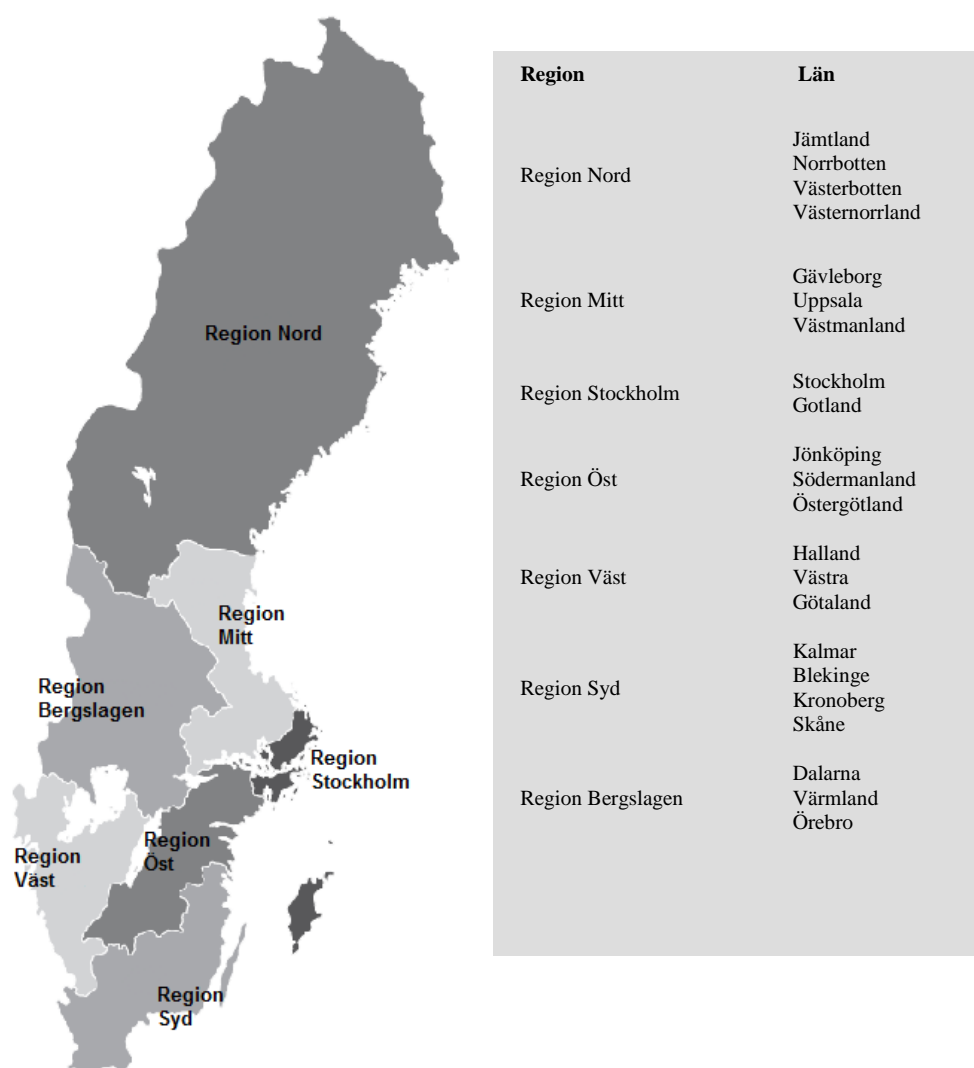 Region Nord
Region
Mitt
Region
Bergslagen
Region
Stockholm
Region
Öst
Region
Väst
Region
Syd
Region Län
Region Nord
Jämtland
Norrbotten
Västerbotten
Västernorrland
Region Mitt
Gävleborg
Uppsala
Västmanland
Region Stockholm
Stockholm
Gotland
Region Öst
Jönköping
Södermanland
Östergötland
Region Väst
Halland
Västra
Götaland
Region Syd
Kalmar
Blekinge
Kronoberg
Skåne
Region Bergslagen
Dalarna
Värmland
Örebro